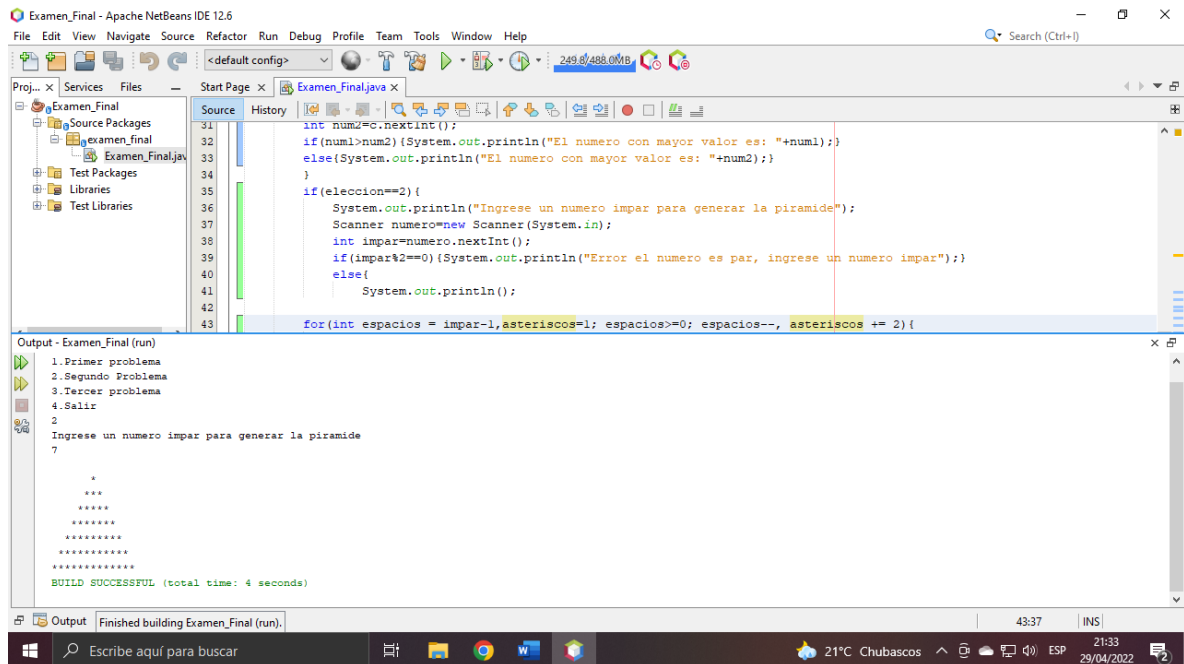 Examen_Final - Apache NetBeans IDE 12.6
File Edit View Navigate Source Refactor Run Debug Profile Team Tools Window Help
Search (Ctrl+I)
<default config>
249.8/488.0MB
Proj... Services Files
Start Page Examen_Final.java
Examen_Final
Source Packages
examen_final
Examen_Final.jav
Test Packages
Libraries
Test Libraries
Source History
31 int num2=c.nextInt();
32 if(num1>num2){System.out.println("El numero con mayor valor es: "+num1);}
33 else{System.out.println("El numero con mayor valor es: "+num2);}
34 }
35 if(eleccion==2){
36 System.out.println("Ingrese un numero impar para generar la piramide");
37 Scanner numero=new Scanner(System.in);
38 int impar=numero.nextInt();
39 if(impar%2==0){System.out.println("Error el numero es par, ingrese un numero impar");}
40 else{
41 System.out.println();
42
43 for(int espacios = impar-1,asteriscos=1; espacios>=0; espacios--, asteriscos += 2){
Output - Examen_Final (run)
1.Primer problema
2.Segundo Problema
3.Tercer problema
4.Salir
2
Ingrese un numero impar para generar la piramide
7
*
***
*****
*******
*********
***********
*************
BUILD SUCCESSFUL (total time: 4 seconds)
Output Finished building Examen_Final (run).
43:37 INS
Escribe aquí para buscar
21°C Chubascos
ESP
21:33
29/04/2022
2